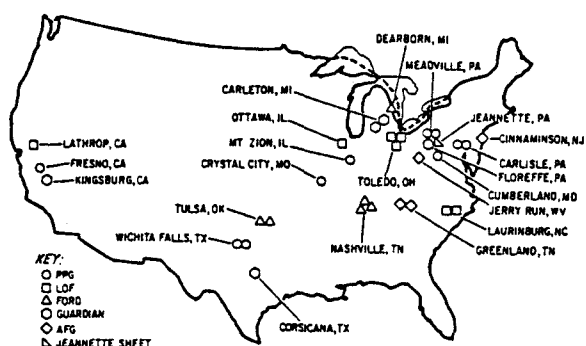 DEARBORN, MI
MEADVILLE, PA
CARLETON, MI
OTTAWA, IL
JEANNETTE, PA
LATHROP, CA
MT ZION, IL
CINNAMINSON, NJ
FRESNO, CA
CRYSTAL CITY, MO
CARLISLE, PA
KINGSBURG, CA
FLOREFFE, PA
TOLEDO, OH
CUMBERLAND, MD
TULSA, OK
JERRY RUN, WV
WICHITA FALLS, TX
LAURINBURG, NC
NASHVILLE, TN
GREENLAND, TN
KEY:
PPG
LOF
FORD
GUARDIAN
AFG
JEANNETTE SHEET
CORSICANA, TX